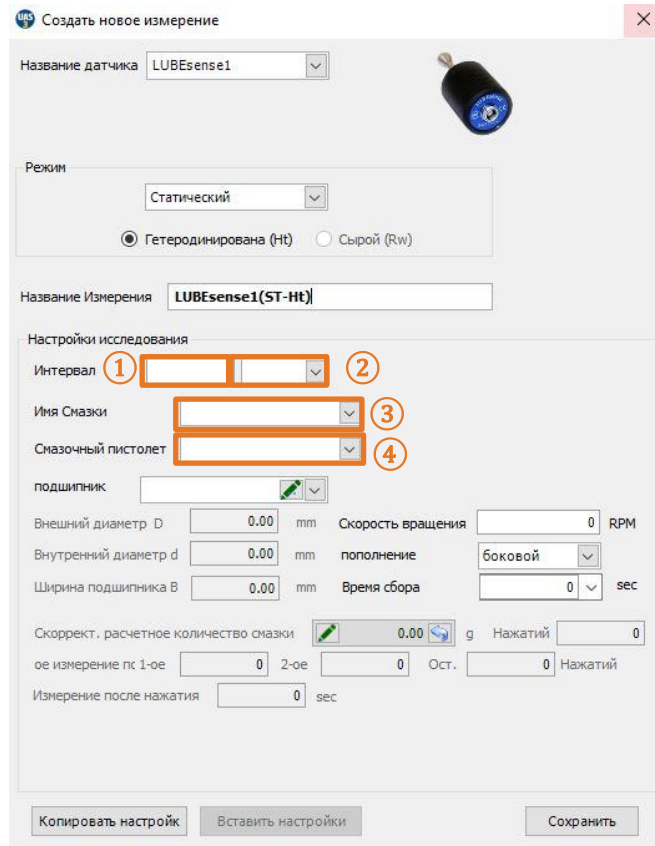 UAS
3
Создать новое измерение
Название датчика LUBEsense1
Режим
Статический
Гетеродинирована (Ht) Сырой (Rw)
Название Измерения LUBEsense1(ST-Ht)
Настройки исследования
Интервал ① ②
Имя Смазки ③
Смазочный пистолет ④
подшипник
Внешний диаметр D 0.00 mm Скорость вращения 0 RPM
Внутренний диаметр d 0.00 mm пополнение боковой
Ширина подшипника B 0.00 mm Время сбора 0 sec
Скоррект. расчетное количество смазки 0.00 g Нажатий 0
ое измерение пс 1-ое 0 2-ое 0 Ост. 0 Нажатий
Измерение после нажатия 0 sec
Копировать настройк Вставить настройки Сохранить